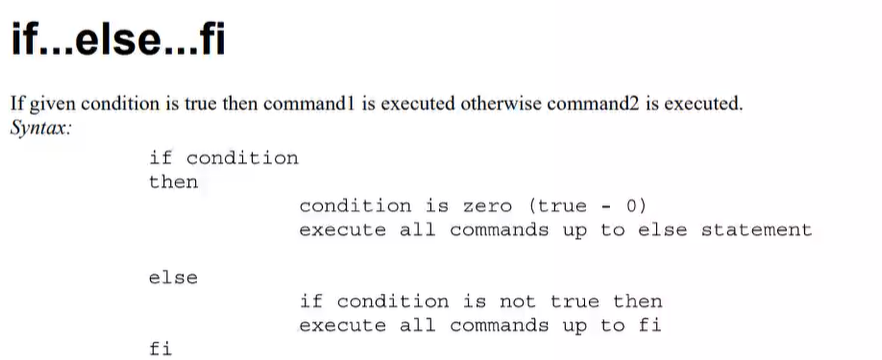 if...else...fi
If given condition is true then command1 is executed otherwise command2 is executed.
Syntax:
if condition
then
condition is zero (true - 0)
execute all commands up to else statement
else
if condition is not true then
execute all commands up to fi
fi